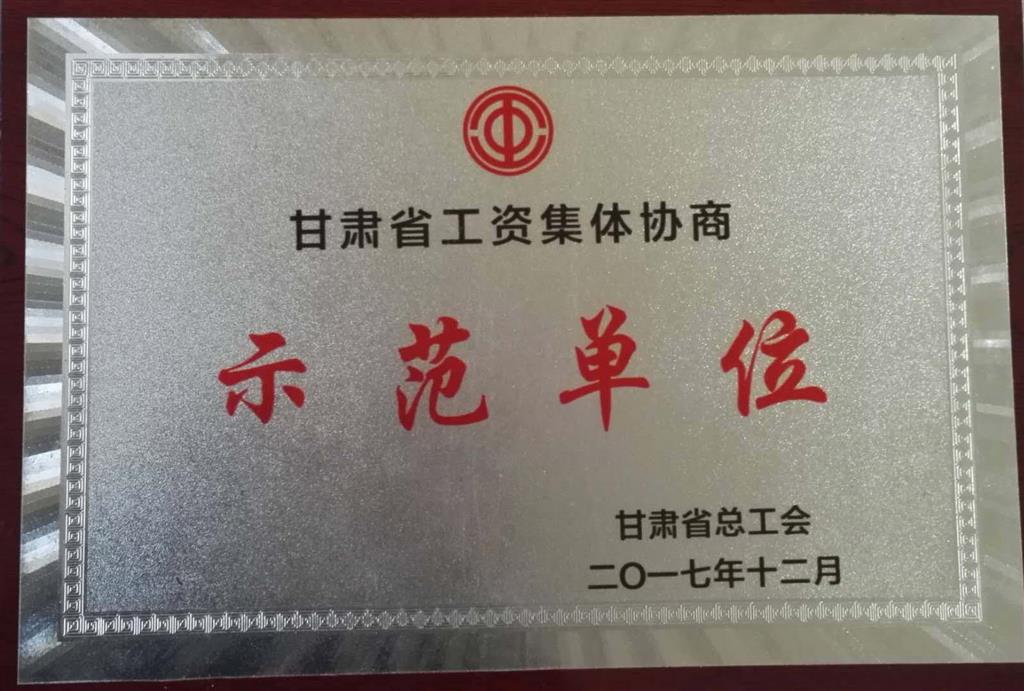 甘肃省工资集体协商
示范单位
甘肃省总工会
二〇一七年十二月